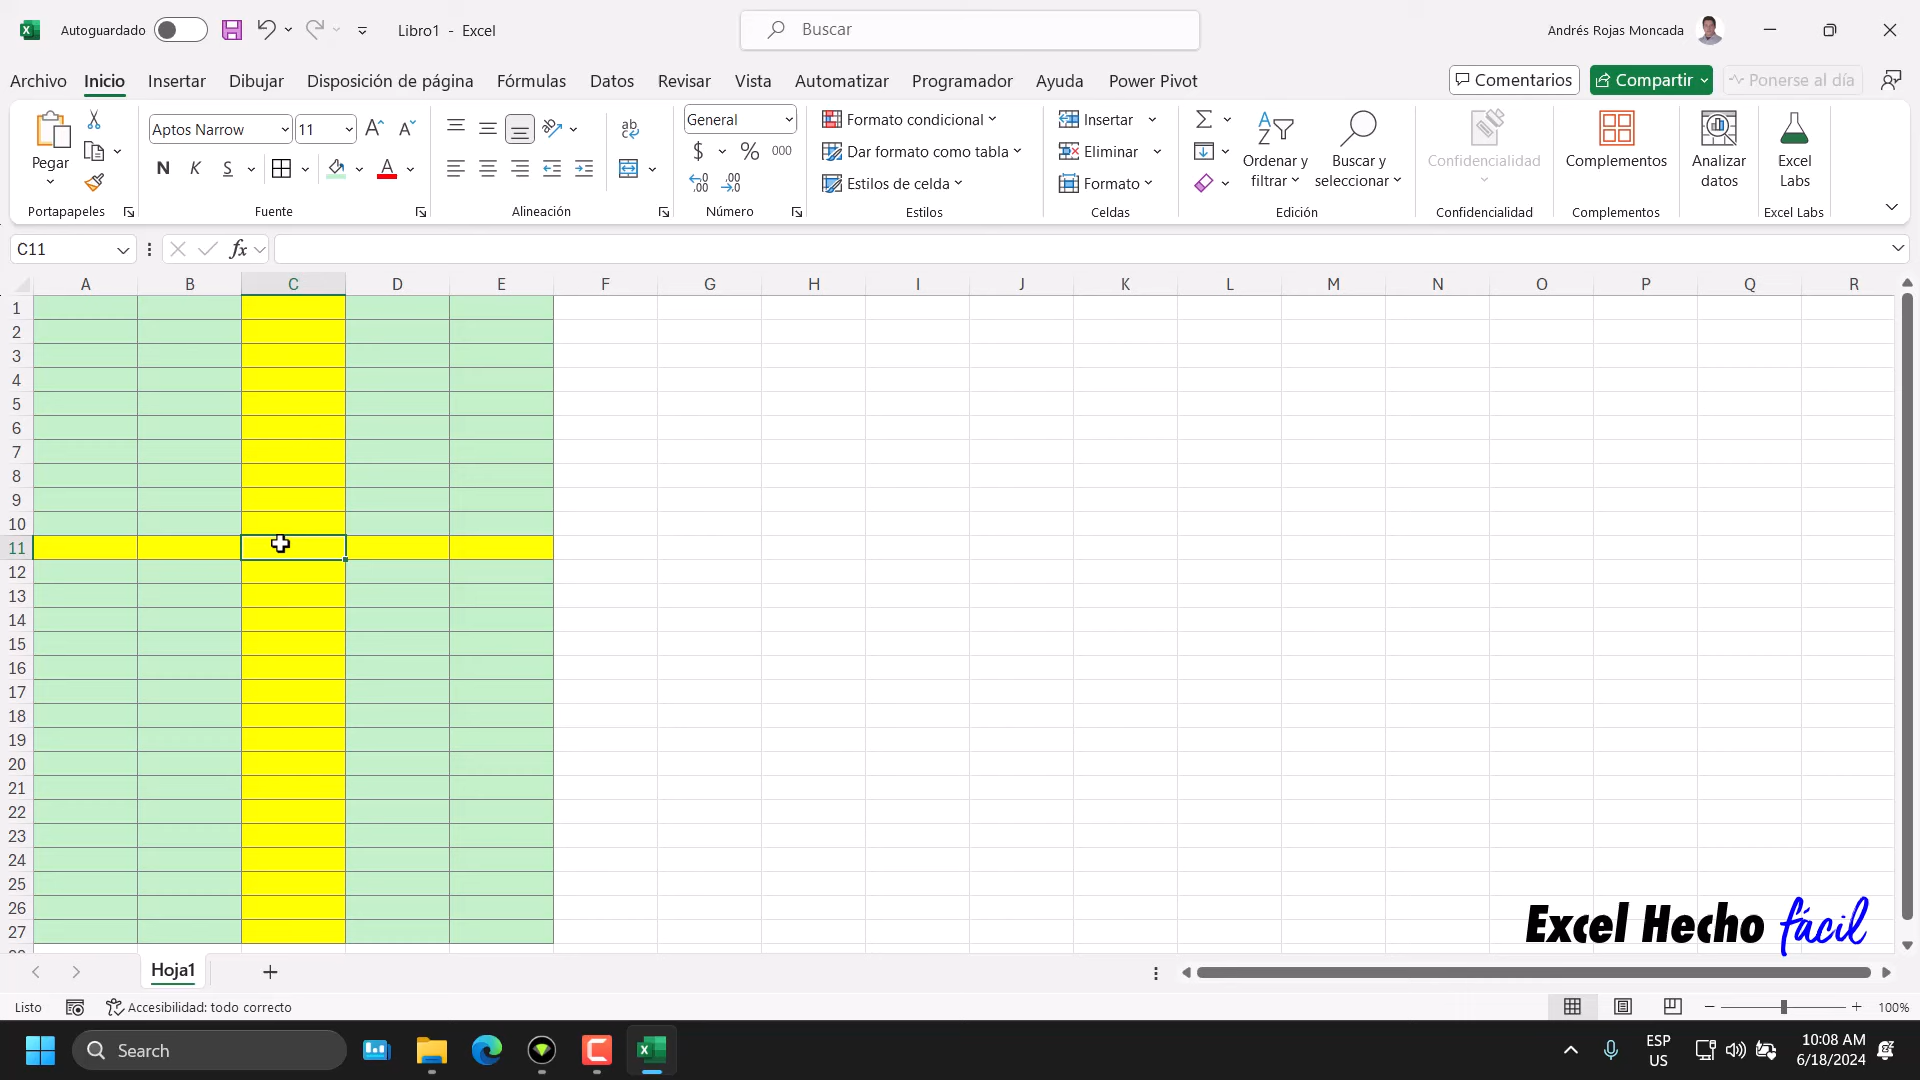 Autoguardado
Libro1 - Excel
Buscar
Andrés Rojas Moncada
Archivo Inicio Insertar Dibujar Disposición de página Fórmulas Datos Revisar Vista Automatizar Programador Ayuda Power Pivot
Comentarios Compartir Ponerse al día
Pegar
Portapapeles
Aptos Narrow 11
N K S
Fuente
ab
Alineación
General
$ % 000
Número
Formato condicional
Dar formato como tabla
Estilos de celda
Estilos
Insertar
Eliminar
Formato
Celdas
Ordenar y
filtrar
Buscar y
seleccionar
Edición
Confidencialidad
Confidencialidad
Complementos
Complementos
Analizar
datos
Excel
Labs
Excel Labs
C11
fx
A B C D E F G H I J K L M N O P Q R
1
2
3
4
5
6
7
8
9
10
11
12
13
14
15
16
17
18
19
20
21
22
23
24
25
26
27
Excel Hecho fácil
Hoja1
Listo
Accesibilidad: todo correcto
100%
Search
ESP
US
10:08 AM
6/18/2024